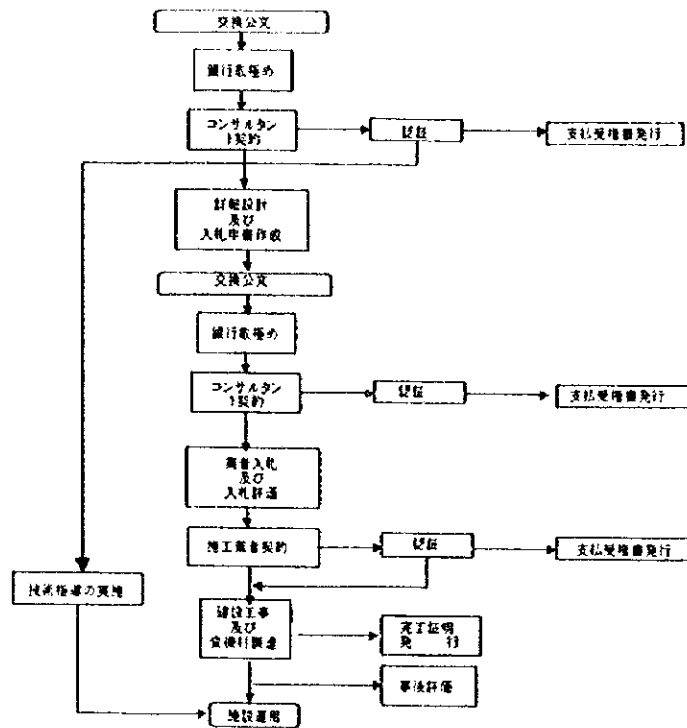 交換公文
銀行取極め
コンサルタン
ト契約
認証
支払受権書発行
詳細設計
及び
入札申書作成
交換公文
銀行取極め
コンサルタン
ト契約
認証
支払受権書発行
業者入札
及び
入札評価
施工業者契約
認証
支払受権書発行
技術指導の実施
建設工事
及び
資機材調達
完工証明
発 行
事後評価
施設運用